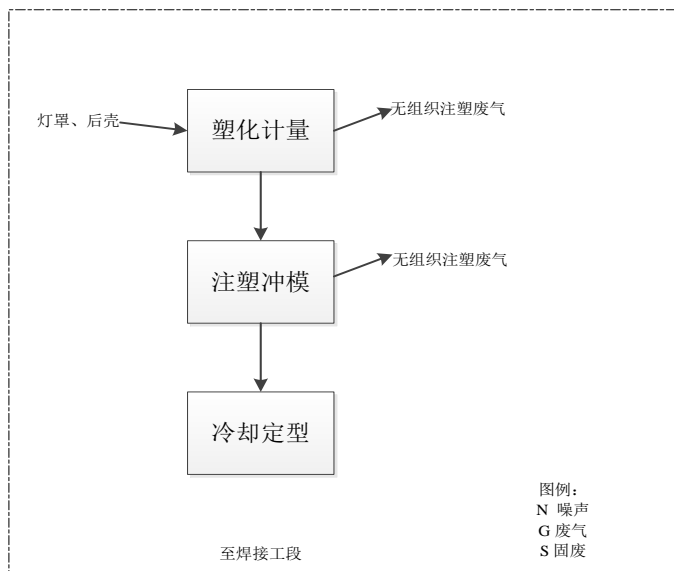 灯罩、后壳
塑化计量
无组织注塑废气
注塑冲模
无组织注塑废气
冷却定型
至焊接工段
图例：
N 噪声
G 废气
S 固废